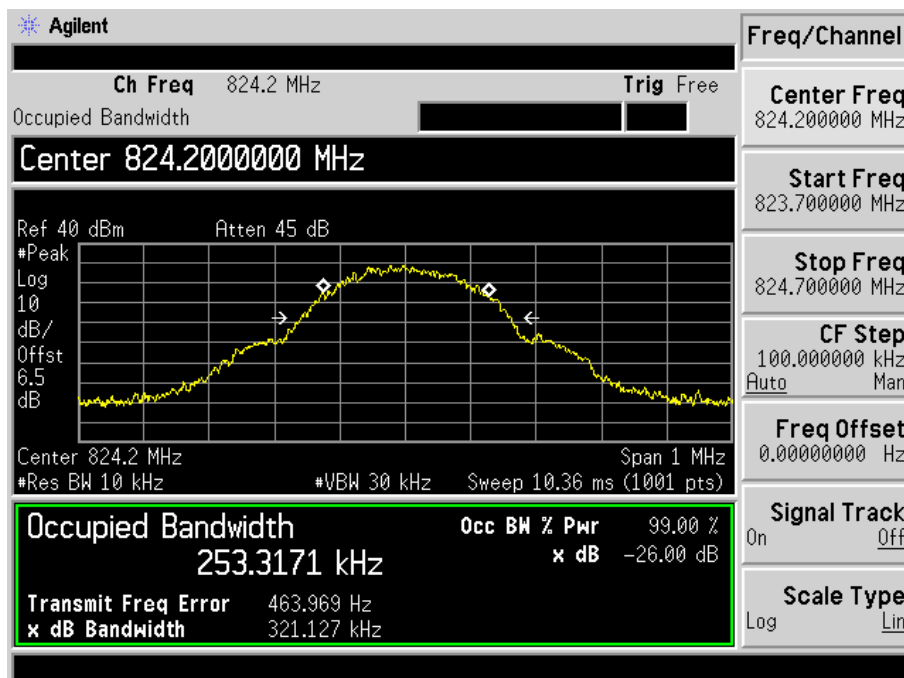 Agilent
Freq/Channel
Ch Freq 824.2 MHz Trig Free
Occupied Bandwidth
Center 824.2000000 MHz
Ref 40 dBm Atten 45 dB
#Peak
Log
10
dB/
Offst
6.5
dB
Center 824.2 MHz Span 1 MHz
#Res BW 10 kHz #VBW 30 kHz Sweep 10.36 ms (1001 pts)
Occupied Bandwidth
253.3171 kHz
Occ BW % Pwr 99.00 %
x dB -26.00 dB
Transmit Freq Error 463.969 Hz
x dB Bandwidth 321.127 kHz
Center Freq
824.200000 MHz
Start Freq
823.700000 MHz
Stop Freq
824.700000 MHz
CF Step
100.000000 kHz
Auto Man
Freq Offset
0.00000000 Hz
Signal Track
On Off
Scale Type
Log Lin